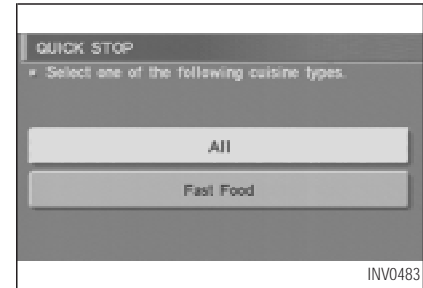 QUICK STOP
Select one of the following cuisine types.
All
Fast Food
INV0483